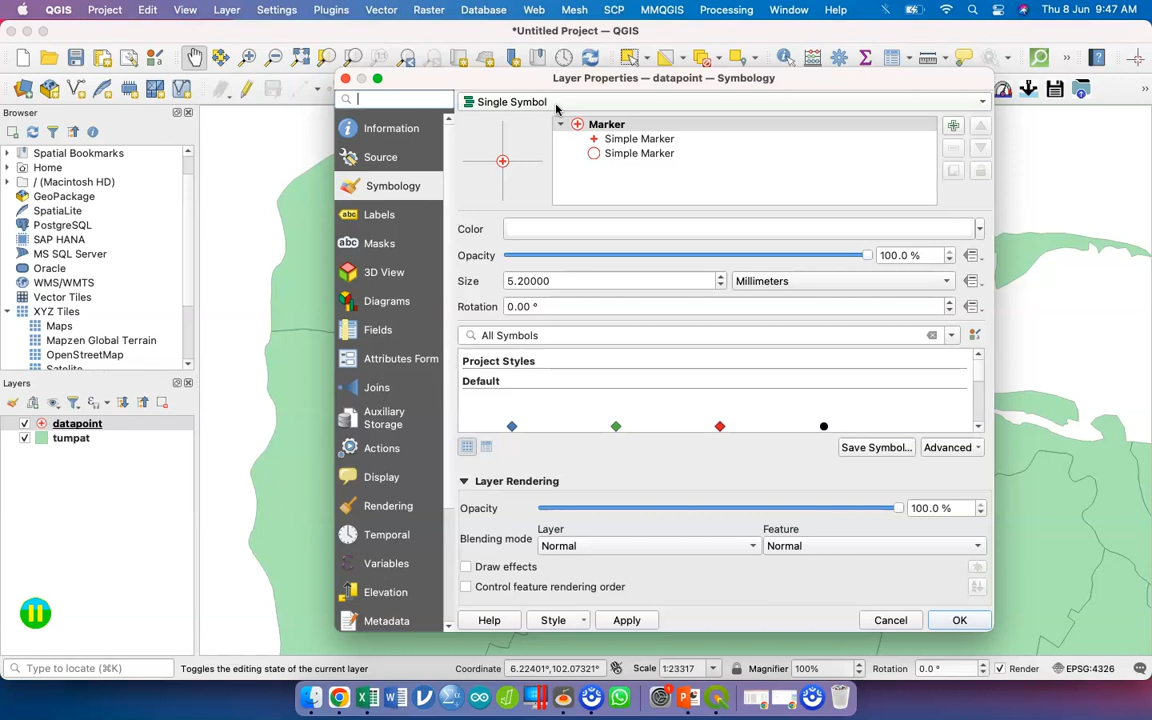 QGIS Project Edit View Layer Settings Plugins Vector Raster Database Web Mesh SCP MMQGIS Processing Window Help Thu 8 Jun 9:47 AM
*Untitled Project — QGIS
Layer Properties — datapoint — Symbology
Browser
Spatial Bookmarks
Home
/ (Macintosh HD)
GeoPackage
SpatiaLite
PostgreSQL
SAP HANA
MS SQL Server
Oracle
WMS/WMTS
Vector Tiles
XYZ Tiles
Maps
Mapzen Global Terrain
OpenStreetMap
Layers
datapoint
tumpat
Information
Source
Symbology
abc Labels
abc Masks
3D View
Diagrams
Fields
Attributes Form
Joins
Auxiliary
Storage
Actions
Display
Rendering
Temporal
Variables
Elevation
Metadata
Single Symbol
Marker
Simple Marker
Simple Marker
Color
Opacity 100.0 %
Size 5.20000 Millimeters
Rotation 0.00 °
All Symbols
Project Styles
Default
Save Symbol... Advanced
Layer Rendering
Opacity 100.0 %
Layer Feature
Blending mode Normal Normal
Draw effects
Control feature rendering order
Help Style Apply Cancel OK
Type to locate (⌘K) Toggles the editing state of the current layer Coordinate 6.22401°,102.07321° Scale 1:23317 Magnifier 100% Rotation 0.0 ° Render EPSG:4326